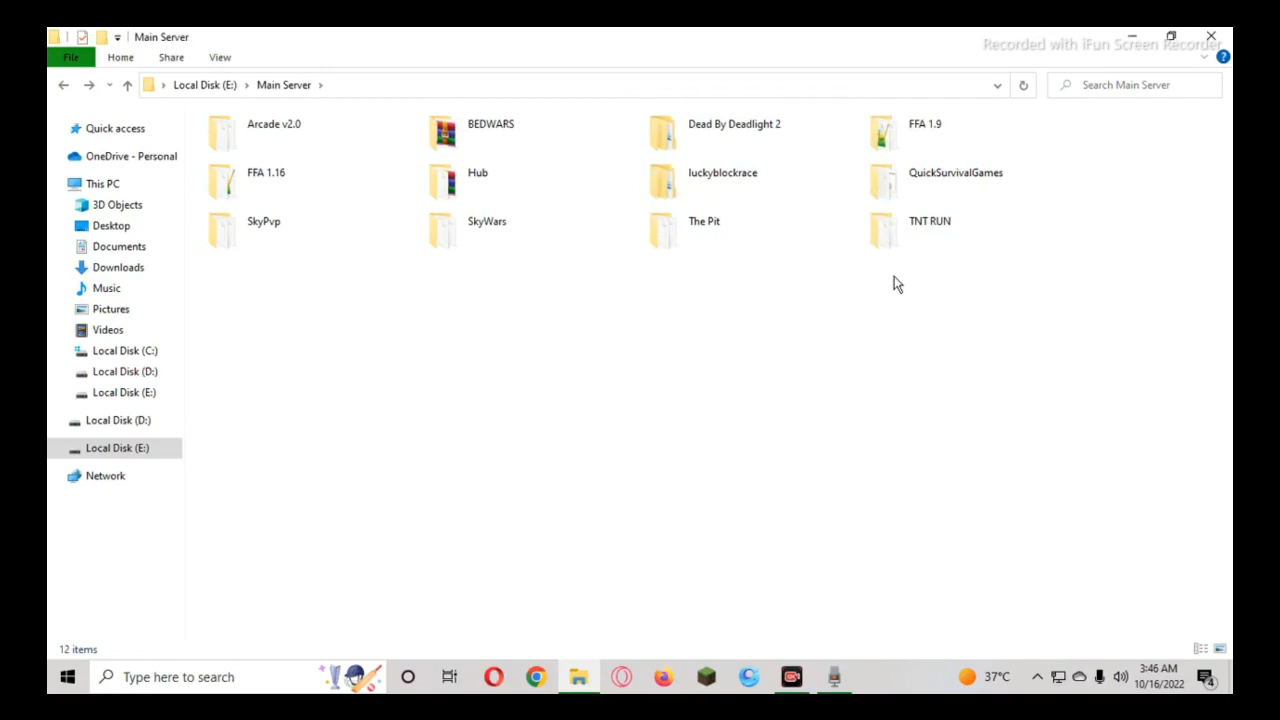 Main Server
Recorded with iFun Screen Recorder
File Home Share View
Local Disk (E:) Main Server
Search Main Server
Quick access
OneDrive - Personal
This PC
3D Objects
Desktop
Documents
Downloads
Music
Pictures
Videos
Local Disk (C:)
Local Disk (D:)
Local Disk (E:)
Local Disk (D:)
Local Disk (E:)
Network
Arcade v2.0 BEDWARS Dead By Deadlight 2 FFA 1.9
FFA 1.16 Hub luckyblockrace QuickSurvivalGames
SkyPvp SkyWars The Pit TNT RUN
12 items
Type here to search
37°C
3:46 AM
10/16/2022
4